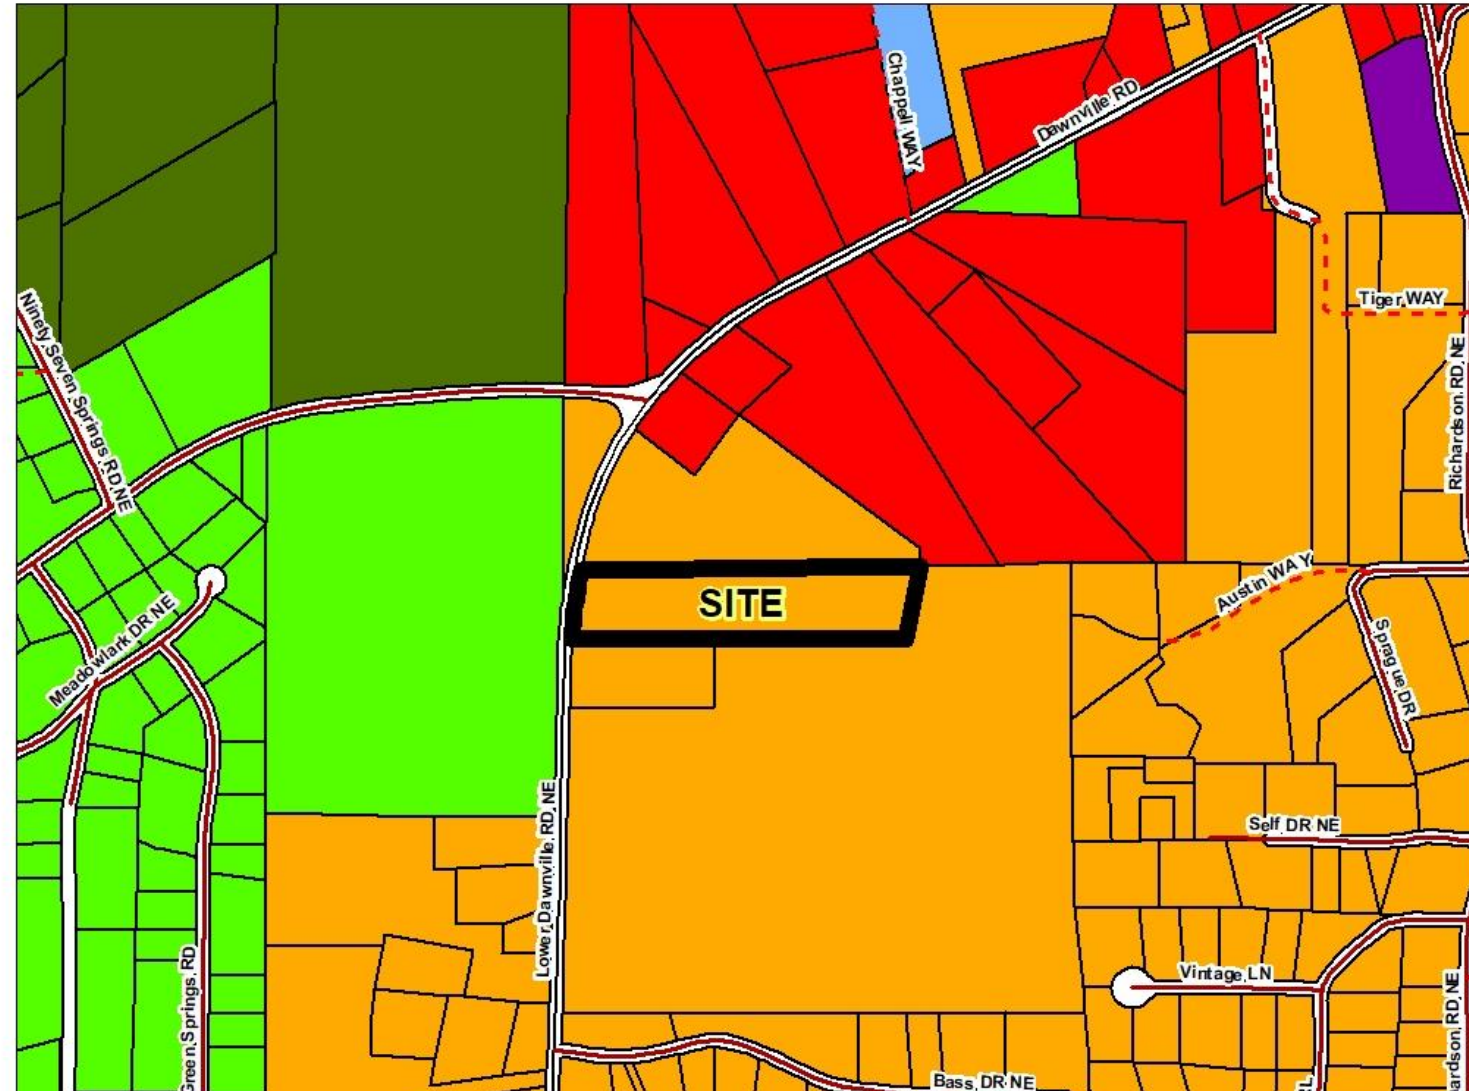 Chappell WAY
Dawnville RD
Tiger WAY
Ninety Seven Springs RD NE
Richardson RD NE
Austin WAY
SITE
Meadowlark DR NE
Sprague DR
Lower Dawnville RD NE
Self DR NE
Vintage LN
Green Springs RD
ardson RD NE
Bass DR NE